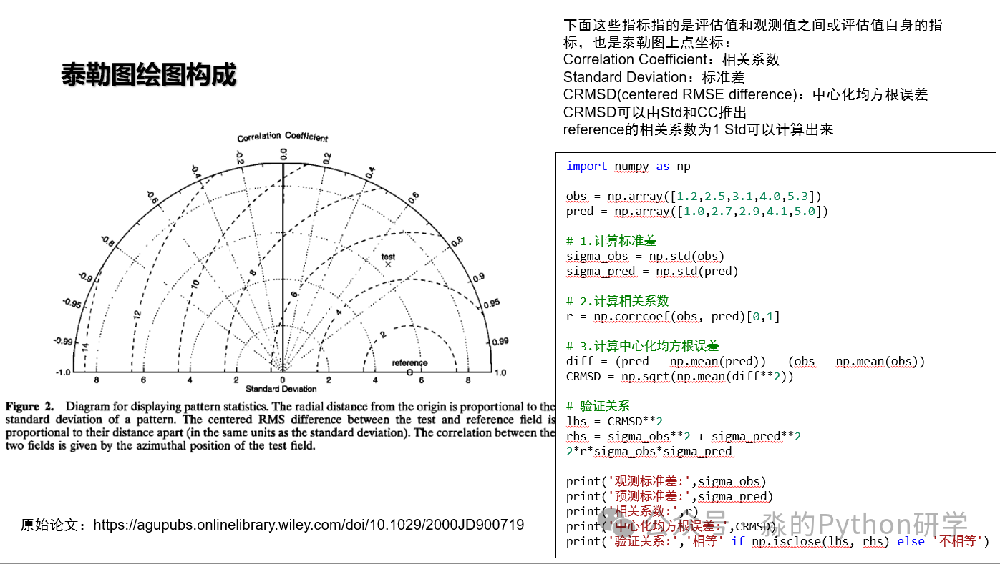 泰勒图绘图构成
下面这些指标指的是评估值和观测值之间或评估值自身的指
标，也是泰勒图上点坐标：
Correlation Coefficient：相关系数
Standard Deviation：标准差
CRMSD(centered RMSE difference)：中心化均方根误差
CRMSD可以由Std和CC推出
reference的相关系数为1 Std可以计算出来
Correlation Coefficient
-0.2
0.0
0.2
-0.4
0.4
-0.6
0.6
-0.8
0.8
-0.9
0.9
-0.95
0.95
-0.99
0.99
-1.0
1.0
test
reference
14
12
10
8
6
4
2
8
6
4
2
0
2
4
6
8
Standard Deviation
Figure 2. Diagram for displaying pattern statistics. The radial distance from the origin is proportional to the
standard deviation of a pattern. The centered RMS difference between the test and reference field is
proportional to their distance apart (in the same units as the standard deviation). The correlation between the
two fields is given by the azimuthal position of the test field.
原始论文：https://agupubs.onlinelibrary.wiley.com/doi/10.1029/2000JD900719
import numpy as np
obs = np.array([1.2,2.5,3.1,4.0,5.3])
pred = np.array([1.0,2.7,2.9,4.1,5.0])
# 1.计算标准差
sigma_obs = np.std(obs)
sigma_pred = np.std(pred)
# 2.计算相关系数
r = np.corrcoef(obs, pred)[0,1]
# 3.计算中心化均方根误差
diff = (pred - np.mean(pred)) - (obs - np.mean(obs))
CRMSD = np.sqrt(np.mean(diff**2))
# 验证关系
lhs = CRMSD**2
rhs = sigma_obs**2 + sigma_pred**2 -
2*r*sigma_obs*sigma_pred
print('观测标准差:',sigma_obs)
print('预测标准差:',sigma_pred)
print('相关系数:',r)
print('中心化均方根误差:',CRMSD)
print('验证关系:','相等' if np.isclose(lhs, rhs) else '不相等')
公众号 · 淼的Python研学